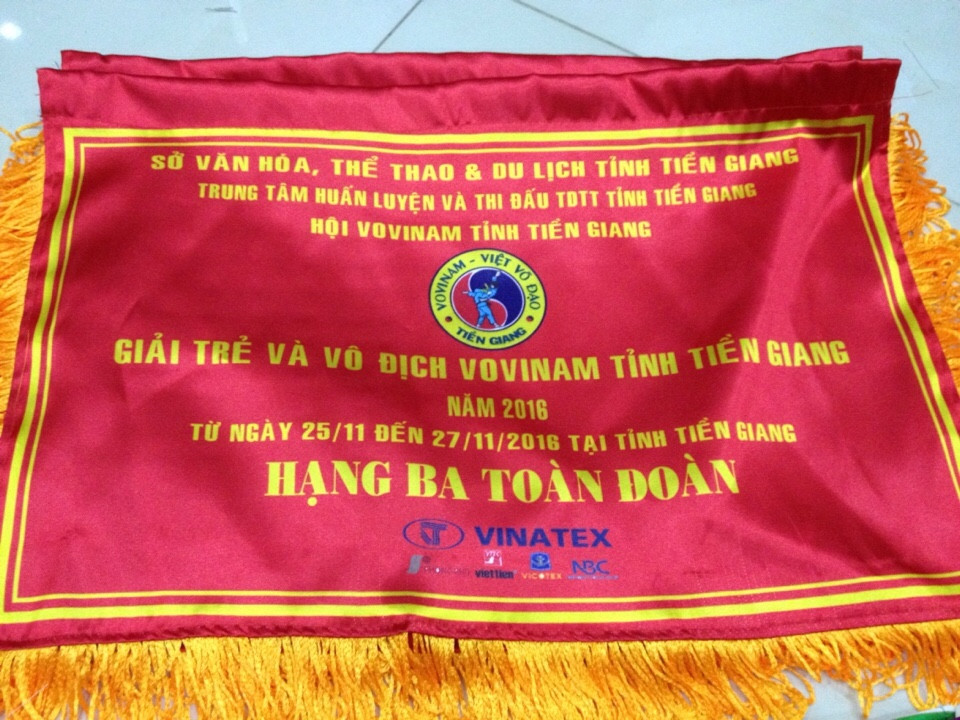 SỞ VĂN HÓA, THỂ THAO & DU LỊCH TỈNH TIỀN GIANG
TRUNG TÂM HUẤN LUYỆN VÀ THI ĐẤU TDTT TỈNH TIỀN GIANG
HỘI VOVINAM TỈNH TIỀN GIANG
VOVINAM - VIỆT VÕ ĐẠO
TIỀN GIANG
GIẢI TRẺ VÀ VÔ ĐỊCH VOVINAM TỈNH TIỀN GIANG
NĂM 2016
TỪ NGÀY 25/11 ĐẾN 27/11/2016 TẠI TỈNH TIỀN GIANG
HẠNG BA TOÀN ĐOÀN
VINATEX
viettien VICOTEX NBC